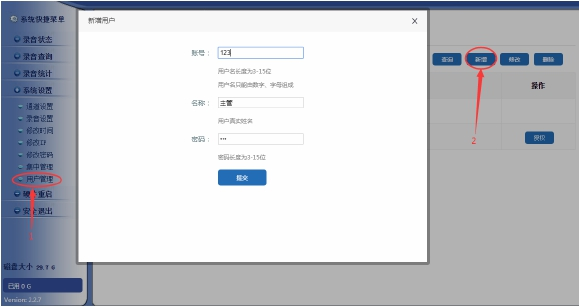 系统快捷菜单
录音状态
录音查询
录音统计
系统设置
通道设置
录音设置
修改时间
修改IP
修改密码
集中管理
用户管理
硬盘重启
安全退出
1
磁盘大小 29.7 G
已用 0 G
Version: 1.2.7
新增用户
X
账号： 123
用户名长度为3-15位
用户名只能由数字、字母组成
名称： 主管
用户真实姓名
密码： •••
密码长度为3-15位
提交
查询 新增 修改 删除
操作
2